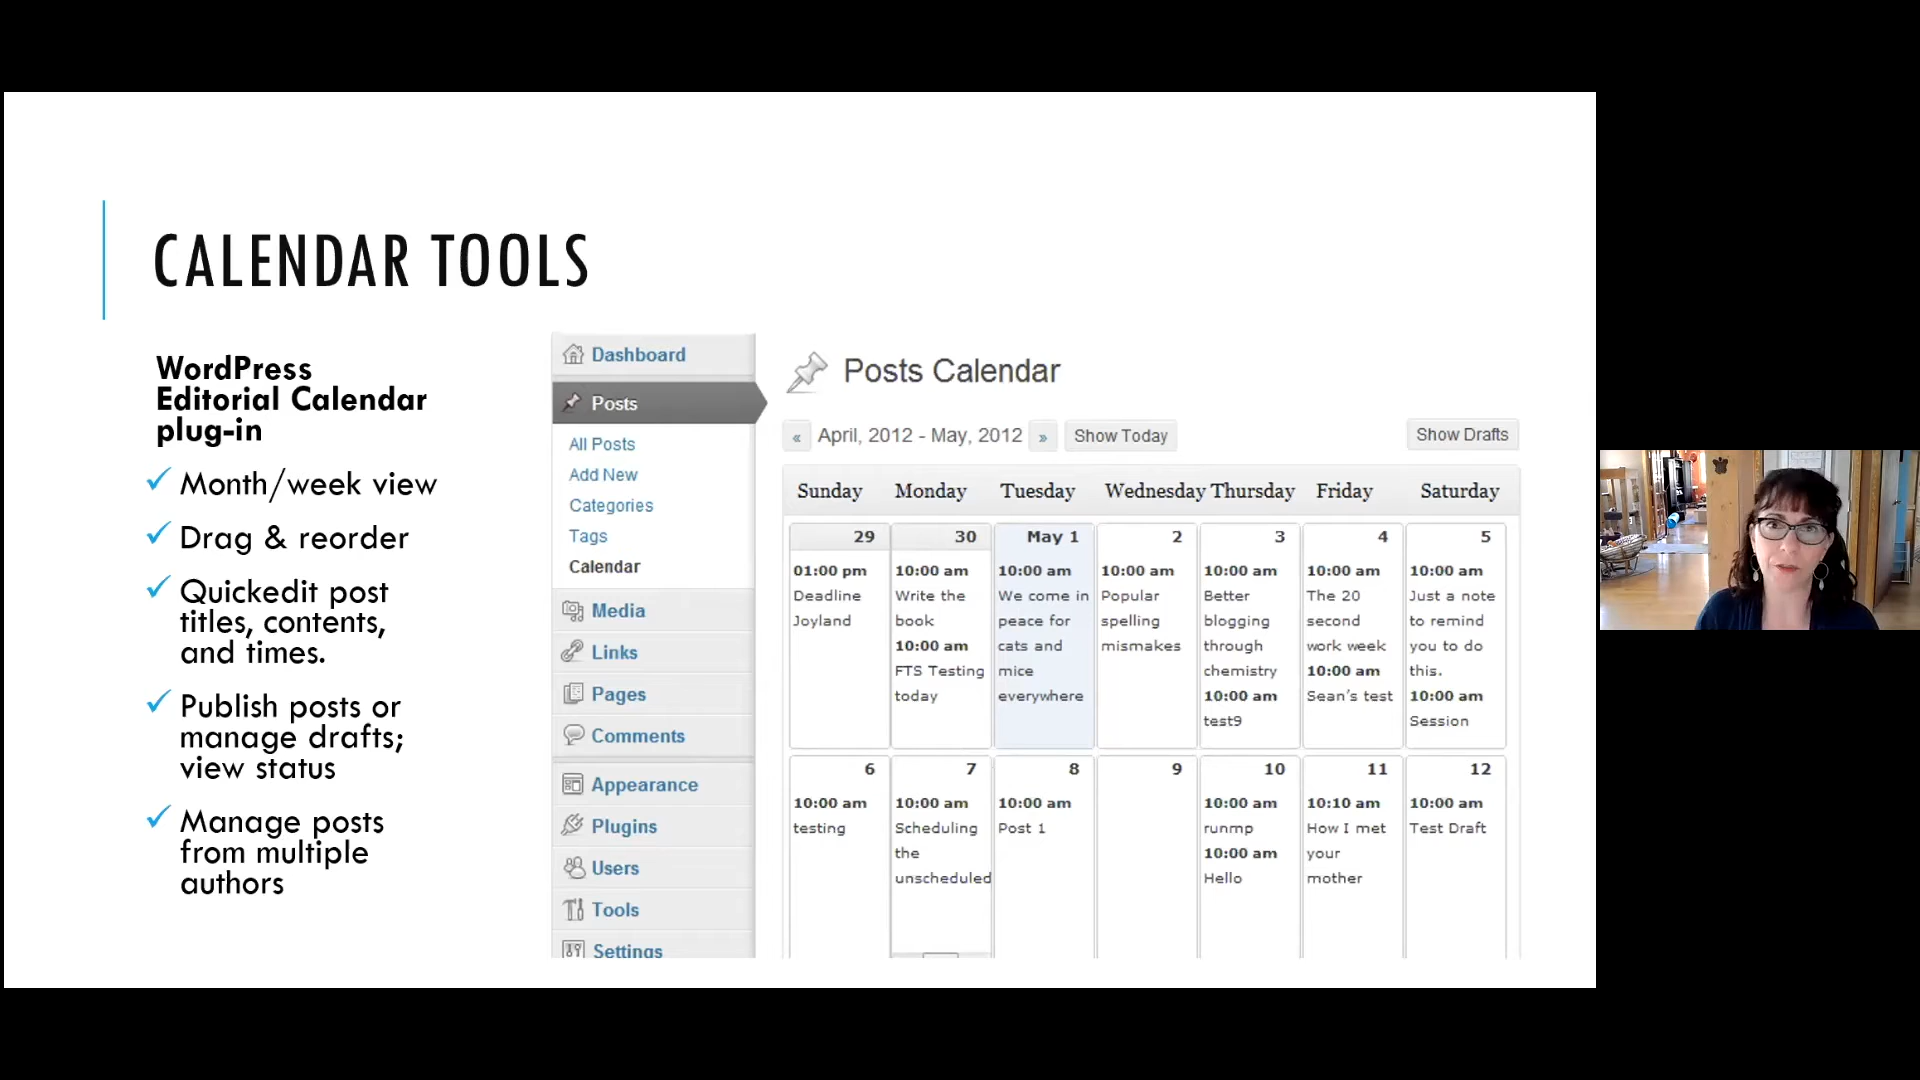 CALENDAR TOOLS
WordPress
Editorial Calendar
plug-in
Month/week view
Drag & reorder
Quickedit post
titles, contents,
and times.
Publish posts or
manage drafts;
view status
Manage posts
from multiple
authors
Dashboard
Posts
All Posts
Add New
Categories
Tags
Calendar
Media
Links
Pages
Comments
Appearance
Plugins
Users
Tools
Settings
Posts Calendar
« April, 2012 - May, 2012 » Show Today Show Drafts
Sunday Monday Tuesday Wednesday Thursday Friday Saturday
29
01:00 pm
Deadline
Joyland
30
10:00 am
Write the
book
10:00 am
FTS Testing
today
May 1
10:00 am
We come in
peace for
cats and
mice
everywhere
2
10:00 am
Popular
spelling
mismakes
3
10:00 am
Better
blogging
through
chemistry
10:00 am
test9
4
10:00 am
The 20
second
work week
10:00 am
Sean's test
5
10:00 am
Just a note
to remind
you to do
this.
10:00 am
Session
6
10:00 am
testing
7
10:00 am
Scheduling
the
unscheduled
8
10:00 am
Post 1
9
10
10:00 am
runmp
10:00 am
Hello
11
10:10 am
How I met
your
mother
12
10:00 am
Test Draft